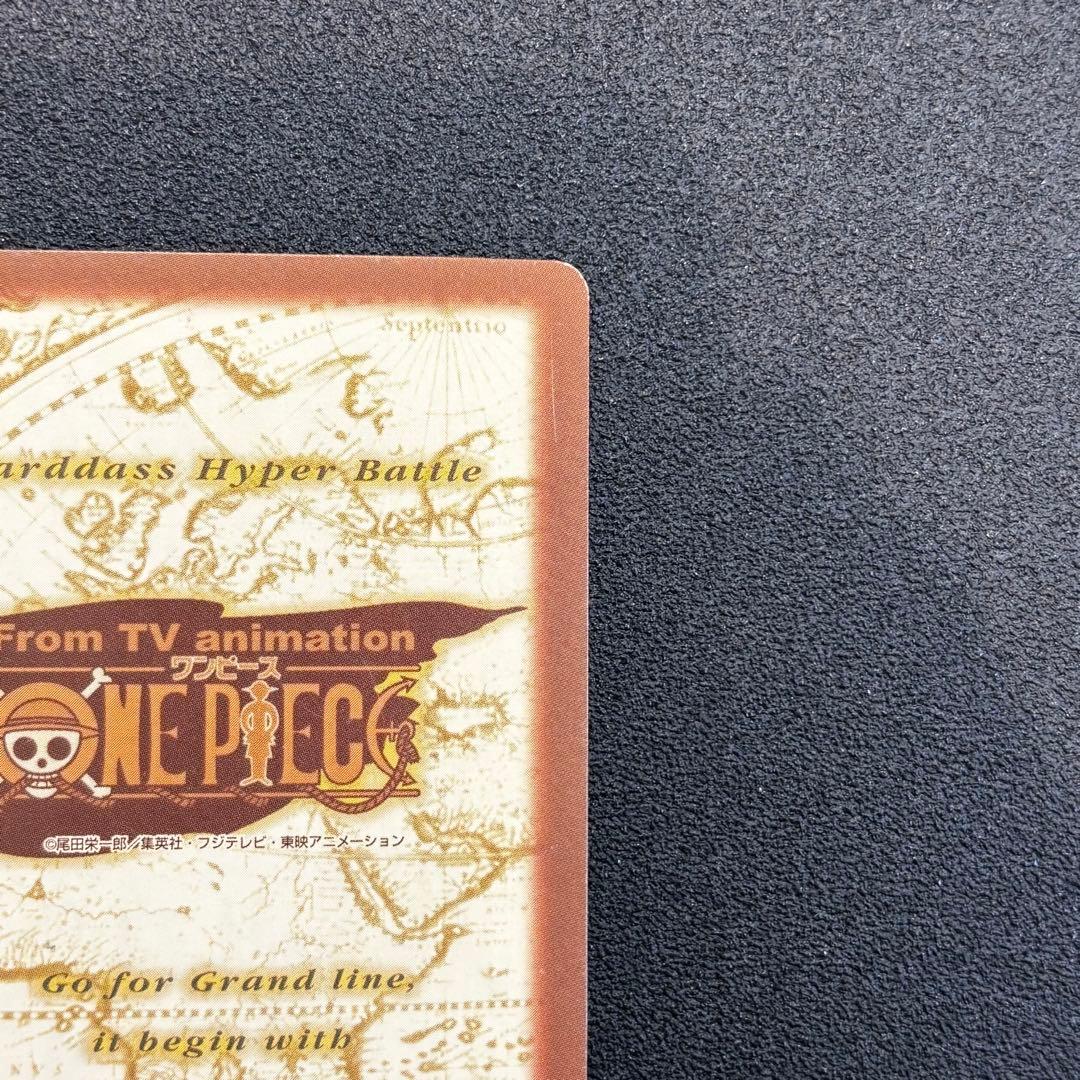 Septentrio
arddass Hyper Battle
From TV animation
ワンピース
ONE PIECE
©尾田栄一郎／集英社・フジテレビ・東映アニメーション
Go for Grand line,
it begin with